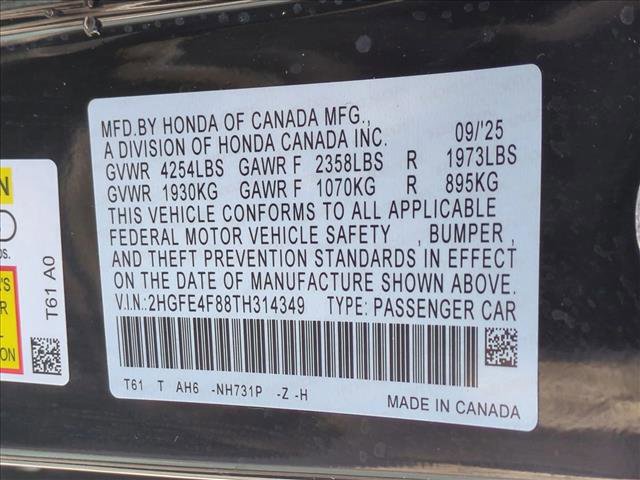 MFD.BY HONDA OF CANADA MFG.,
A DIVISION OF HONDA CANADA INC. 09/'25
GVWR 4254LBS GAWR F 2358LBS R 1973LBS
GVWR 1930KG GAWR F 1070KG R 895KG
THIS VEHICLE CONFORMS TO ALL APPLICABLE
FEDERAL MOTOR VEHICLE SAFETY , BUMPER ,
AND THEFT PREVENTION STANDARDS IN EFFECT
ON THE DATE OF MANUFACTURE SHOWN ABOVE.
V.I.N.:2HGFE4F88TH314349 TYPE: PASSENGER CAR
T61 T AH6 -NH731P -Z -H
MADE IN CANADA
T61 A0